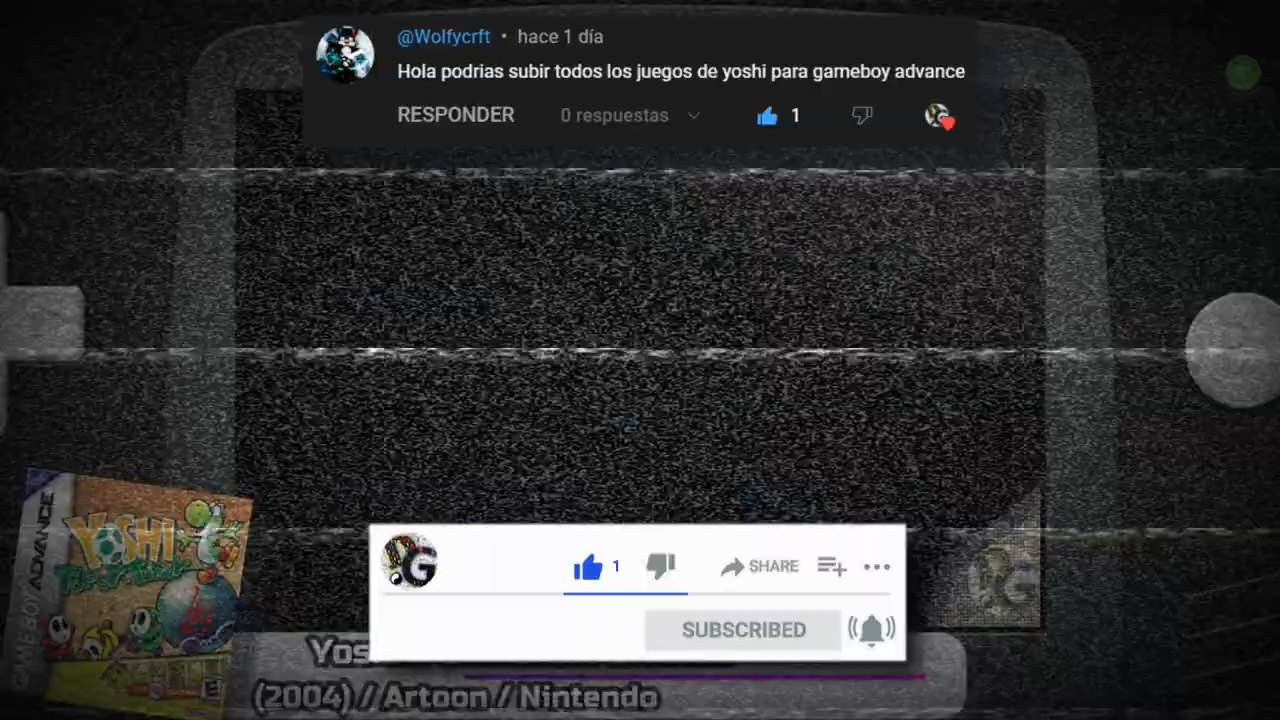 @Wolfycrft • hace 1 día
Hola podrias subir todos los juegos de yoshi para gameboy advance
RESPONDER 0 respuestas 1
G 1 SHARE
SUBSCRIBED
GAME BOY ADVANCE
YOSHI
Yos
(2004) / Artoon / Nintendo